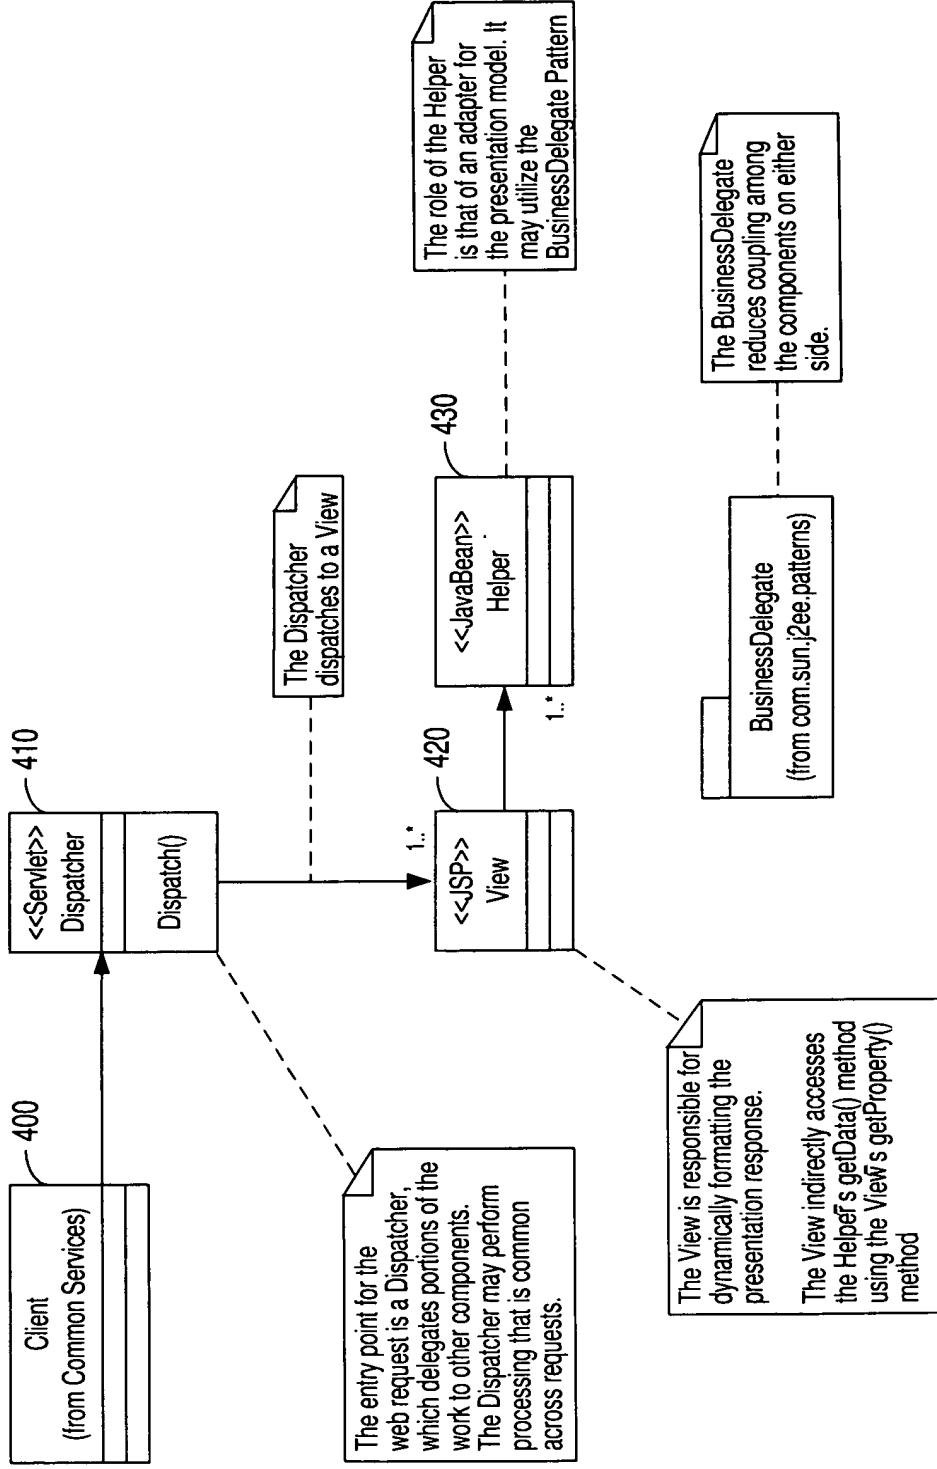 Client
(from Common Services)
400
<<Servlet>>
Dispatcher
Dispatch()
410
The Dispatcher
dispatches to a View
The entry point for the
web request is a Dispatcher,
which delegates portions of the
work to other components.
The Dispatcher may perform
processing that is common
across requests.
1..*
<<JSP>>
View
420
1..*
<<JavaBean>>
Helper
430
The role of the Helper
is that of an adapter for
the presentation model. It
may utilize the
BusinessDelegate Pattern
The View is responsible for
dynamically formatting the
presentation response.
The View indirectly accesses
the Helper's getData() method
using the View's getProperty()
method
BusinessDelegate
(from com.sun.j2ee.patterns)
The BusinessDelegate
reduces coupling among
the components on either
side.